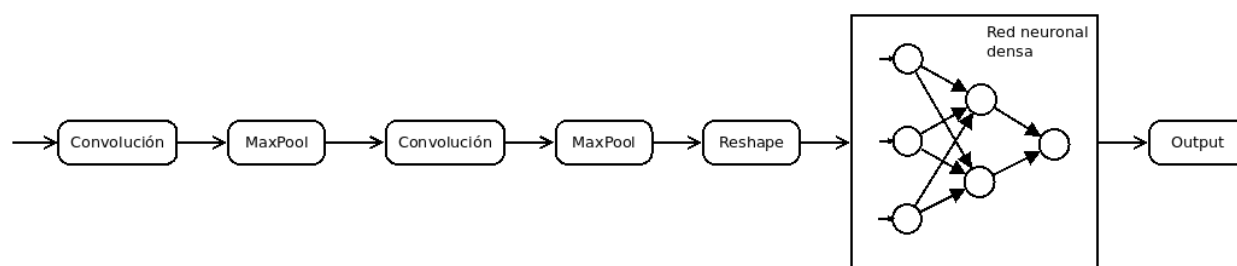 Red neuronal
densa
Convolución
MaxPool
Convolución
MaxPool
Reshape
Output